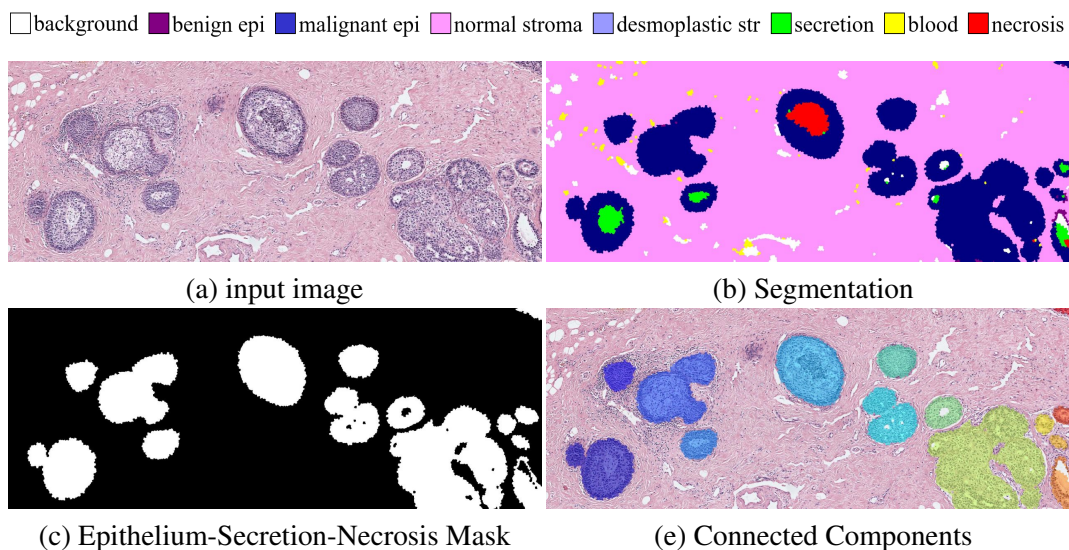 background benign epi malignant epi normal stroma desmoplastic str secretion blood necrosis
(a) input image
(b) Segmentation
(c) Epithelium-Secretion-Necrosis Mask
(e) Connected Components